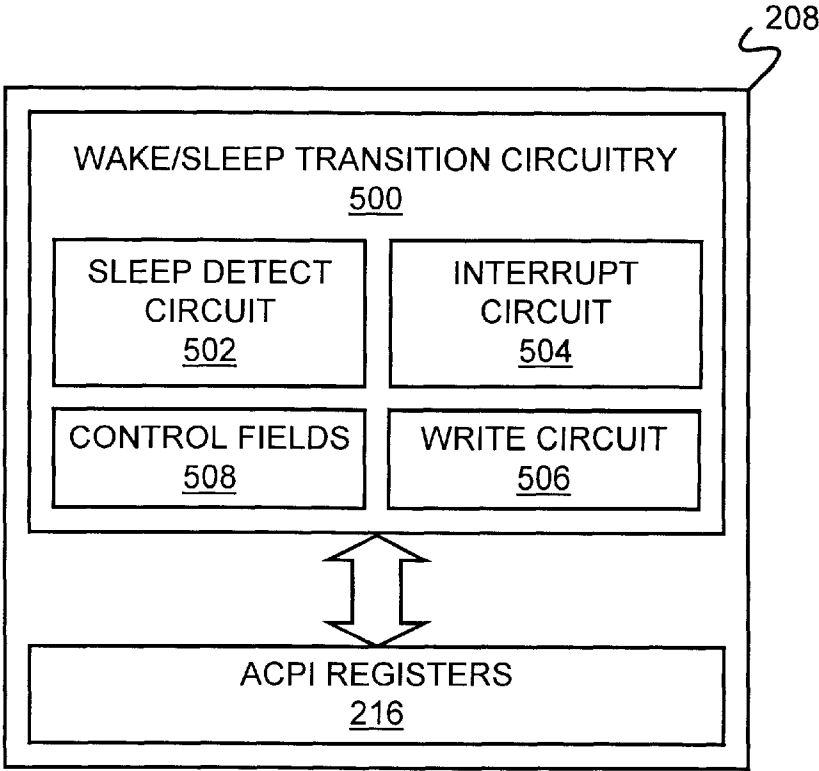 208
WAKE/SLEEP TRANSITION CIRCUITRY
500
SLEEP DETECT
CIRCUIT
502
INTERRUPT
CIRCUIT
504
CONTROL FIELDS
508
WRITE CIRCUIT
506
ACPI REGISTERS
216